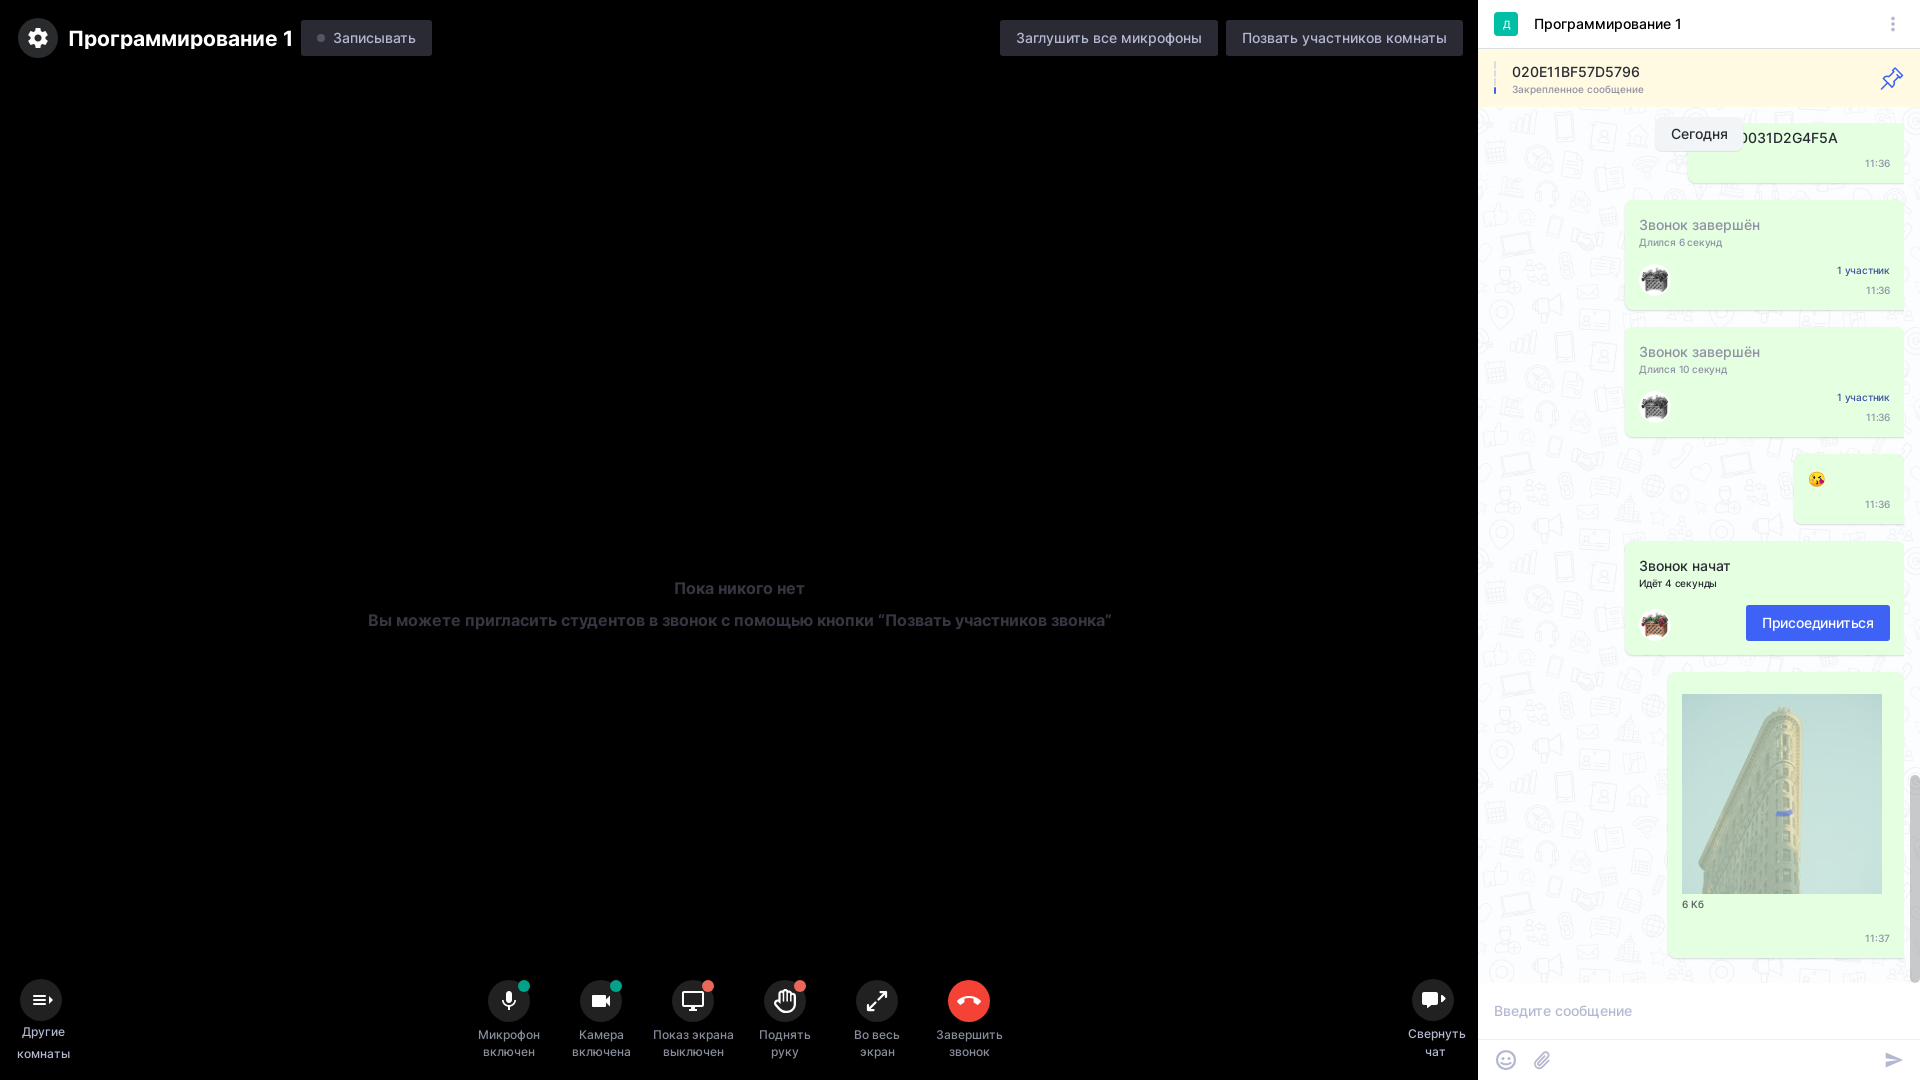 Программирование 1
Записывать
Заглушить все микрофоны
Позвать участников комнаты
Пока никого нет
Вы можете пригласить студентов в звонок с помощью кнопки “Позвать участников звонка”
Другие
комнаты
Микрофон
включен
Камера
включена
Показ экрана
выключен
Поднять
руку
Во весь
экран
Завершить
звонок
Свернуть
чат
Д
Программирование 1
020E11BF57D5796
Закрепленное сообщение
Сегодня
0031D2G4F5A
11:36
Звонок завершён
Длился 6 секунд
1 участник
11:36
Звонок завершён
Длился 10 секунд
1 участник
11:36
😘
11:36
Звонок начат
Идёт 4 секунды
Присоединиться
6 Кб
11:37
Введите сообщение